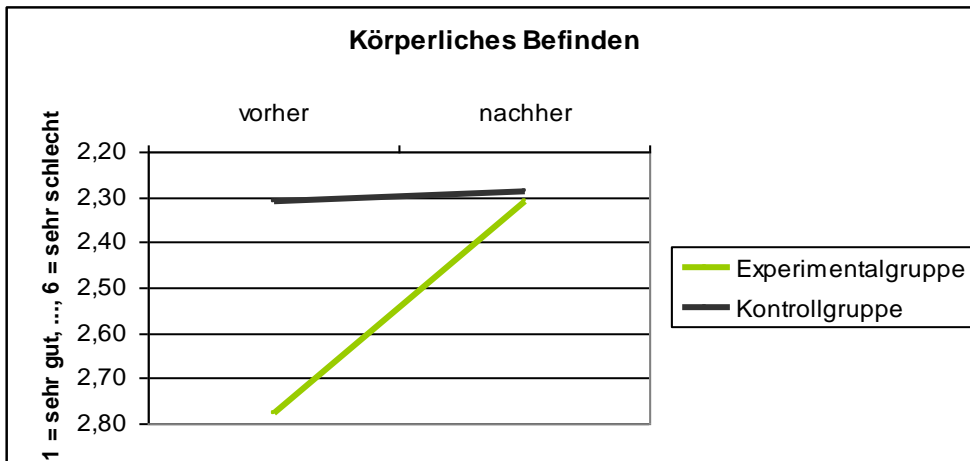 Körperliches Befinden
vorher nachher
1 = sehr gut, ..., 6 = sehr schlecht
2,20
2,30
2,40
2,50
2,60
2,70
2,80
Experimentalgruppe
Kontrollgruppe